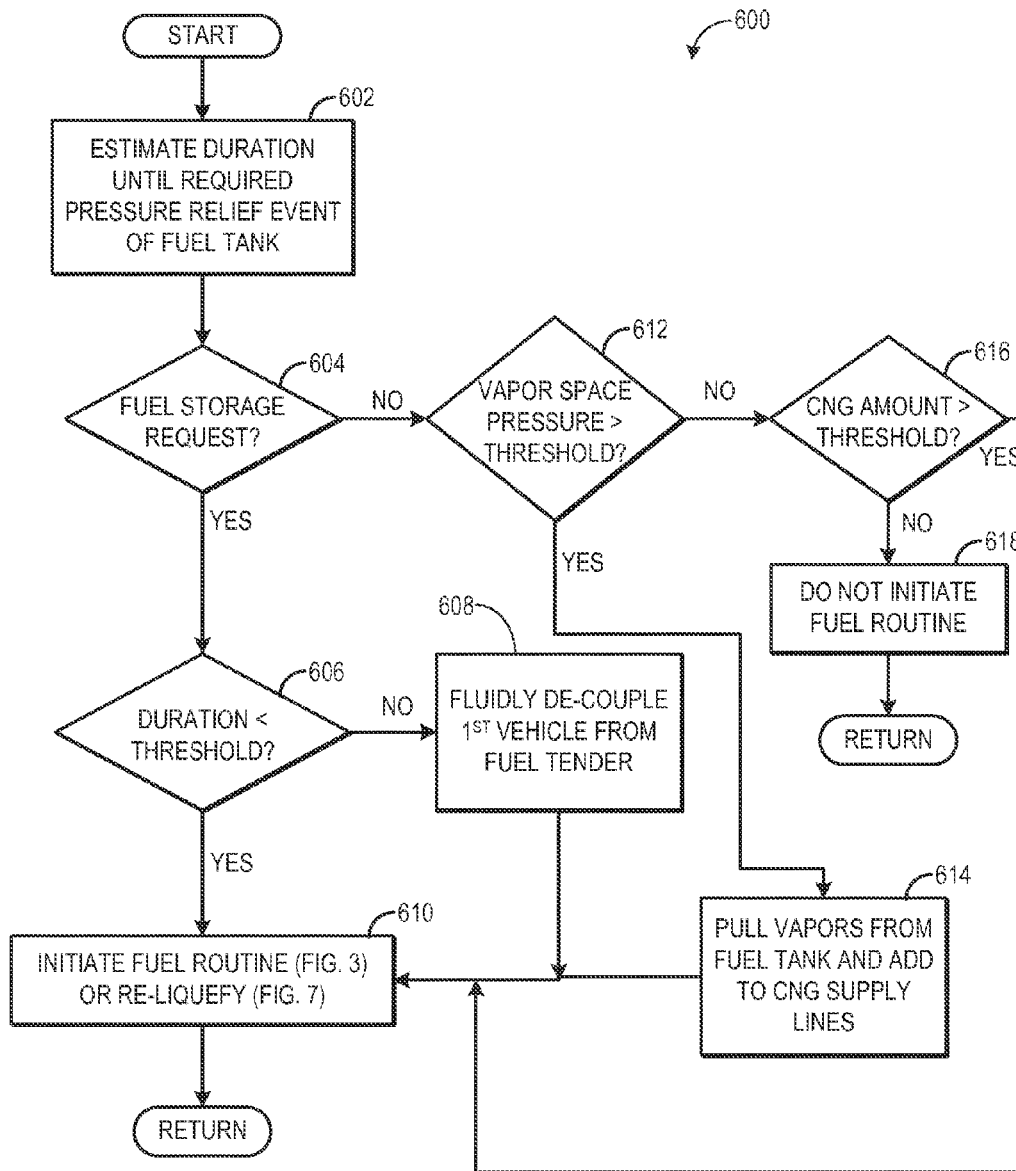 START
600
602
ESTIMATE DURATION
UNTIL REQUIRED
PRESSURE RELIEF EVENT
OF FUEL TANK
604
FUEL STORAGE
REQUEST?
NO
612
VAPOR SPACE
PRESSURE >
THRESHOLD?
NO
616
CNG AMOUNT >
THRESHOLD?
YES
YES
YES
NO
618
DO NOT INITIATE
FUEL ROUTINE
RETURN
606
DURATION <
THRESHOLD?
NO
608
FLUIDLY DE-COUPLE
1ST VEHICLE FROM
FUEL TENDER
YES
610
INITIATE FUEL ROUTINE (FIG. 3)
OR RE-LIQUEFY (FIG. 7)
614
PULL VAPORS FROM
FUEL TANK AND ADD
TO CNG SUPPLY
LINES
RETURN